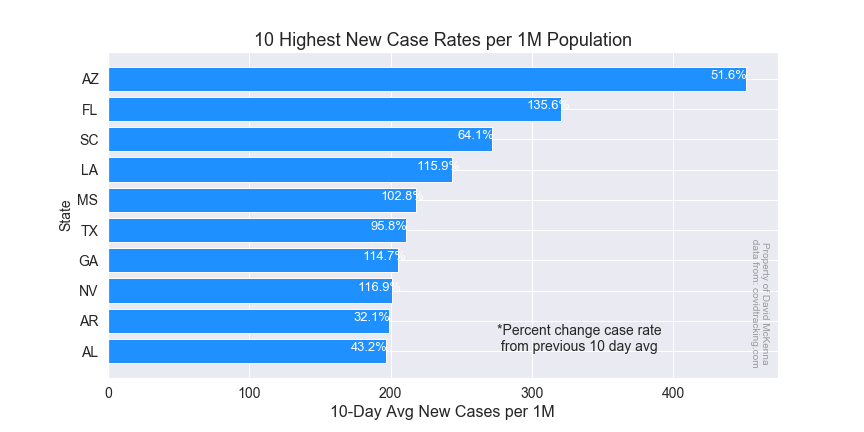 10 Highest New Case Rates per 1M Population
State
AZ 51.6%
FL 135.6%
SC 64.1%
LA 115.9%
MS 102.8%
TX 95.8%
GA 114.7%
NV 116.9%
AR 32.1%
AL 43.2%
*Percent change case rate
from previous 10 day avg
Property of David McKenna
data from: covidtracking.com
0 100 200 300 400
10-Day Avg New Cases per 1M